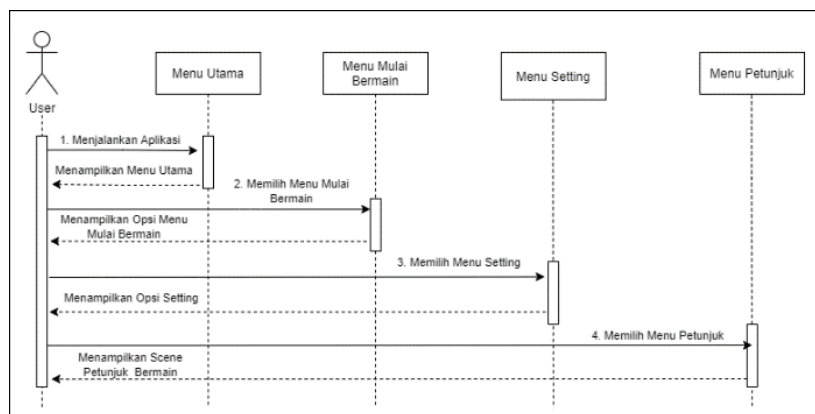 Menu Utama
Menu Mulai
Bermain
Menu Setting
Menu Petunjuk
User
1. Menjalankan Aplikasi
Menampilkan Menu Utama
2. Memilih Menu Mulai
Bermain
Menampilkan Opsi Menu
Mulai Bermain
3. Memilih Menu Setting
Menampilkan Opsi Setting
4. Memilih Menu Petunjuk
Menampilkan Scene
Petunjuk Bermain